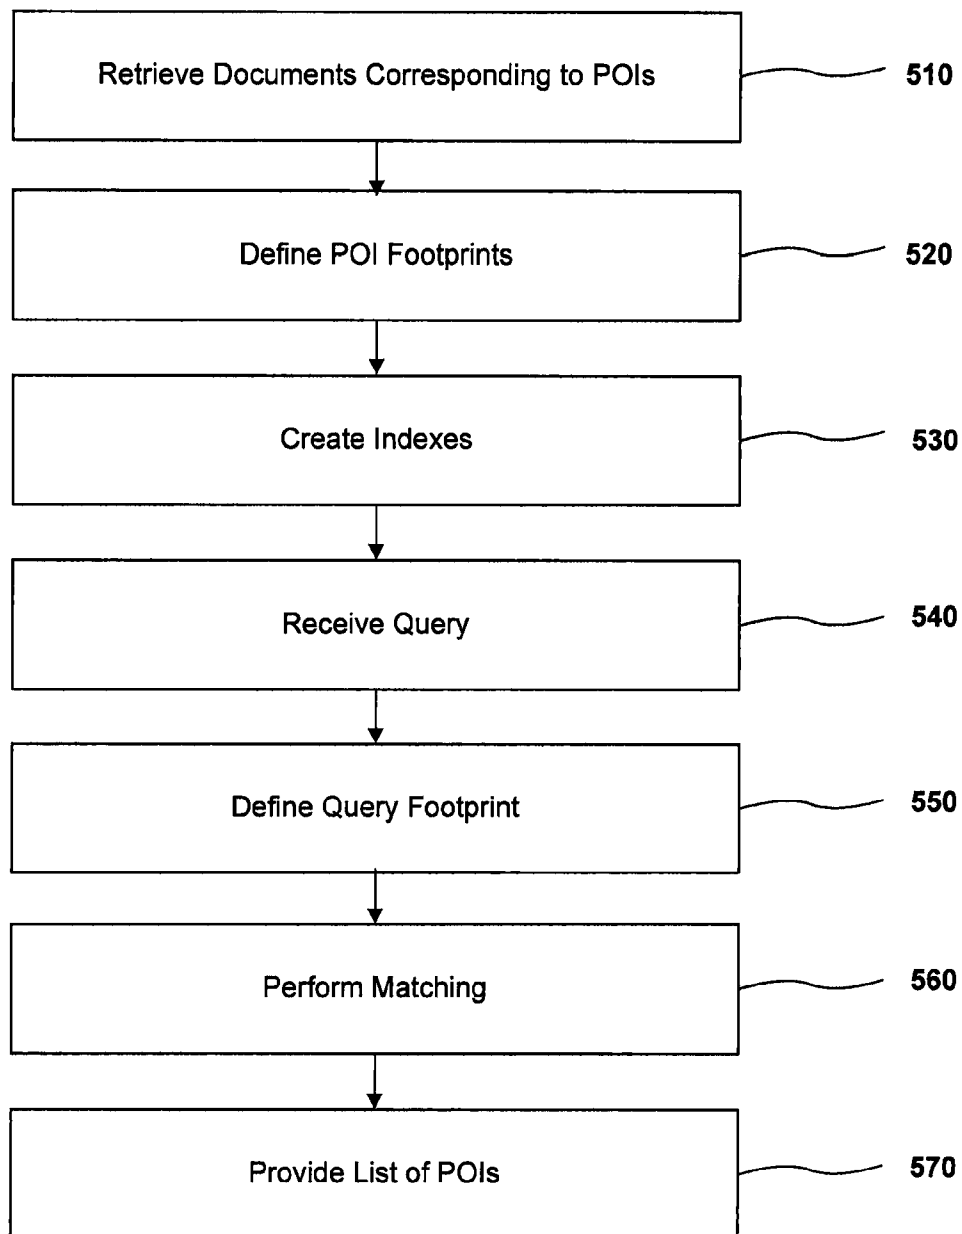 Retrieve Documents Corresponding to POIs
510
Define POI Footprints
520
Create Indexes
530
Receive Query
540
Define Query Footprint
550
Perform Matching
560
Provide List of POIs
570